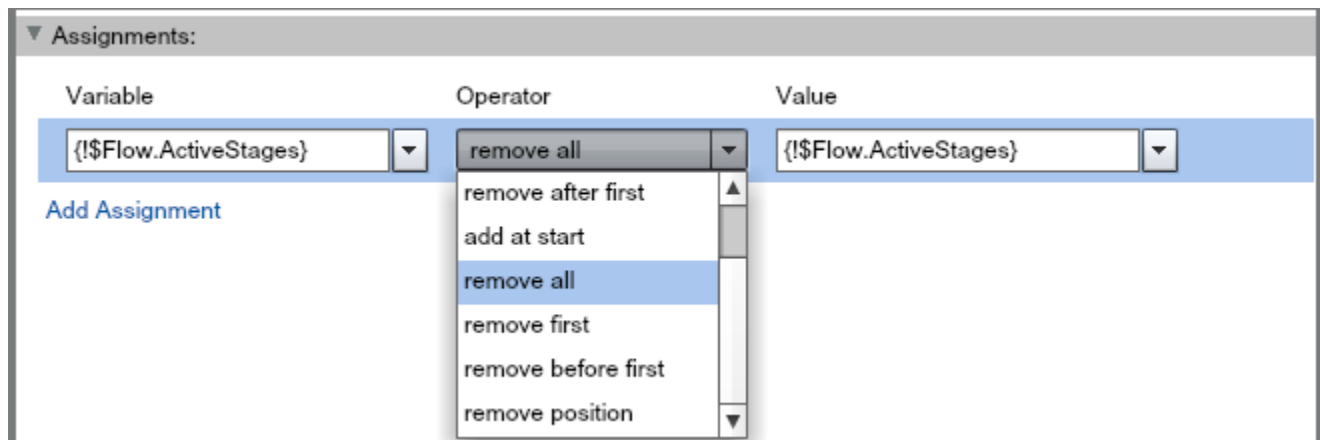 Assignments:
Variable Operator Value
{!$Flow.ActiveStages} remove all {!$Flow.ActiveStages}
remove after first
Add Assignment
add at start
remove all
remove first
remove before first
remove position